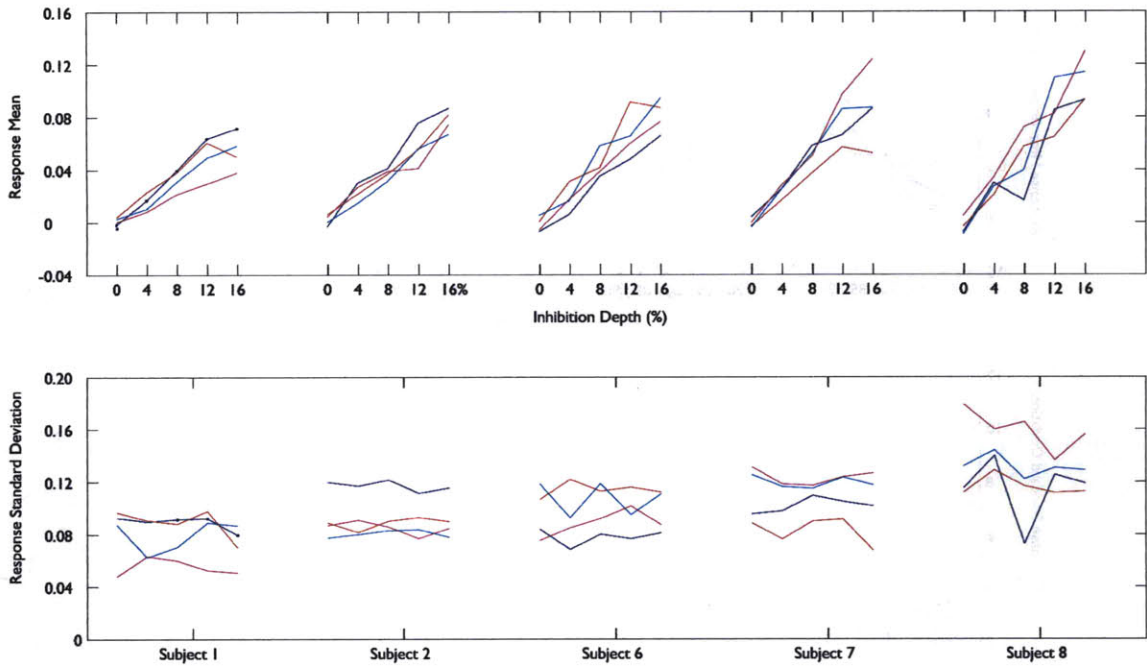 0.16
0.12
0.08
0.04
0
-0.04
Response Mean
0 4 8 12 16 0 4 8 12 16% 0 4 8 12 16 0 4 8 12 16 0 4 8 12 16
Inhibition Depth (%)
0.20
0.16
0.12
0.08
0.04
0
Response Standard Deviation
Subject 1 Subject 2 Subject 6 Subject 7 Subject 8